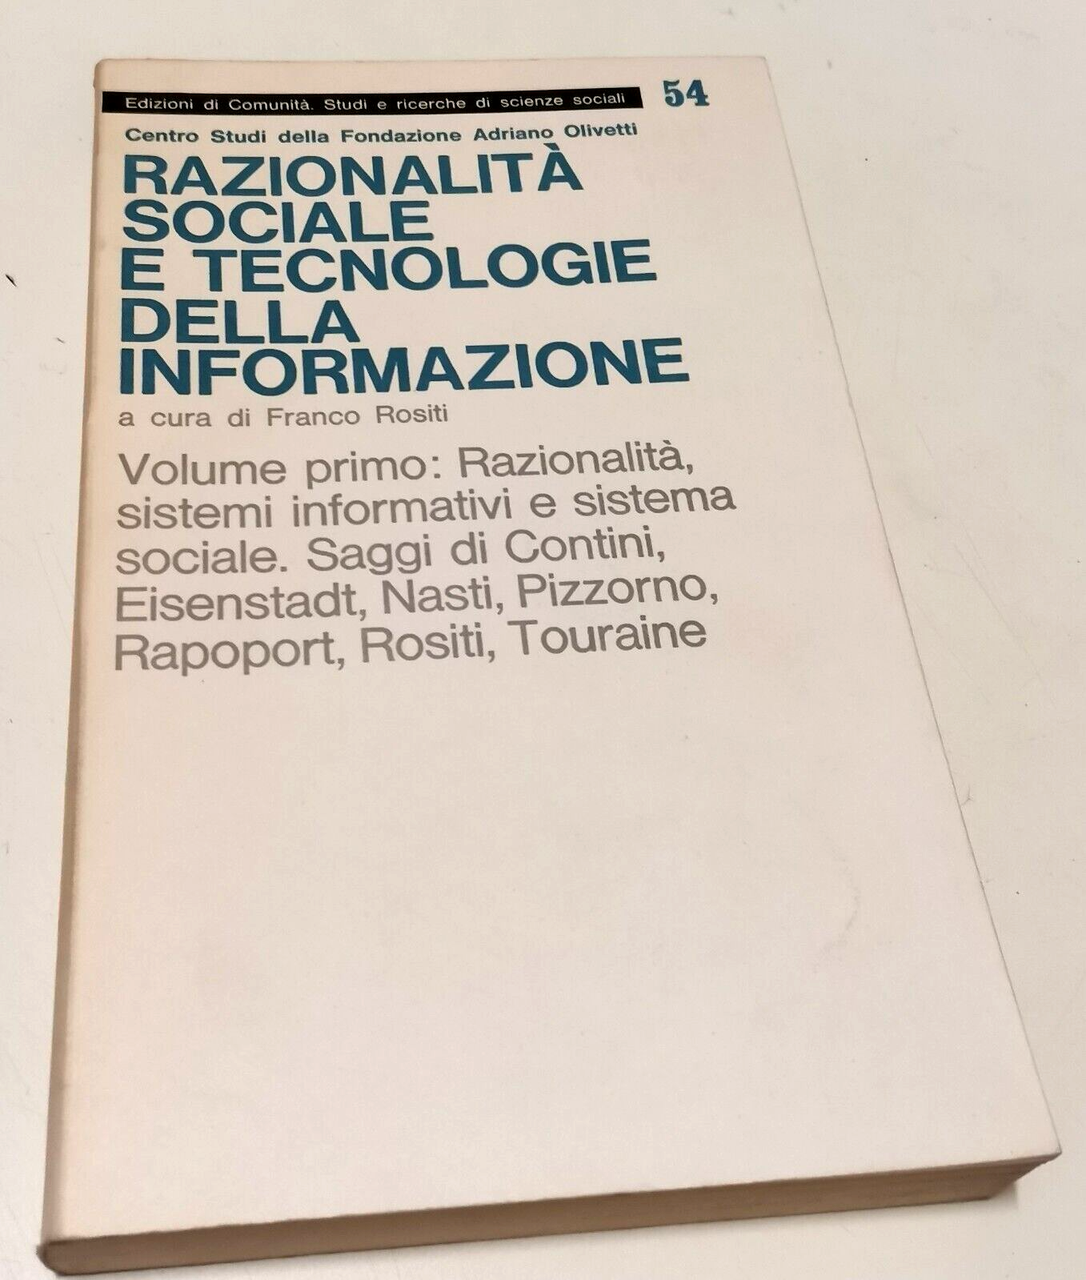 Edizioni di Comunità. Studi e ricerche di scienze sociali 54
Centro Studi della Fondazione Adriano Olivetti
RAZIONALITÀ
SOCIALE
E TECNOLOGIE
DELLA
INFORMAZIONE
a cura di Franco Rositi
Volume primo: Razionalità,
sistemi informativi e sistema
sociale. Saggi di Contini,
Eisenstadt, Nasti, Pizzorno,
Rapoport, Rositi, Touraine